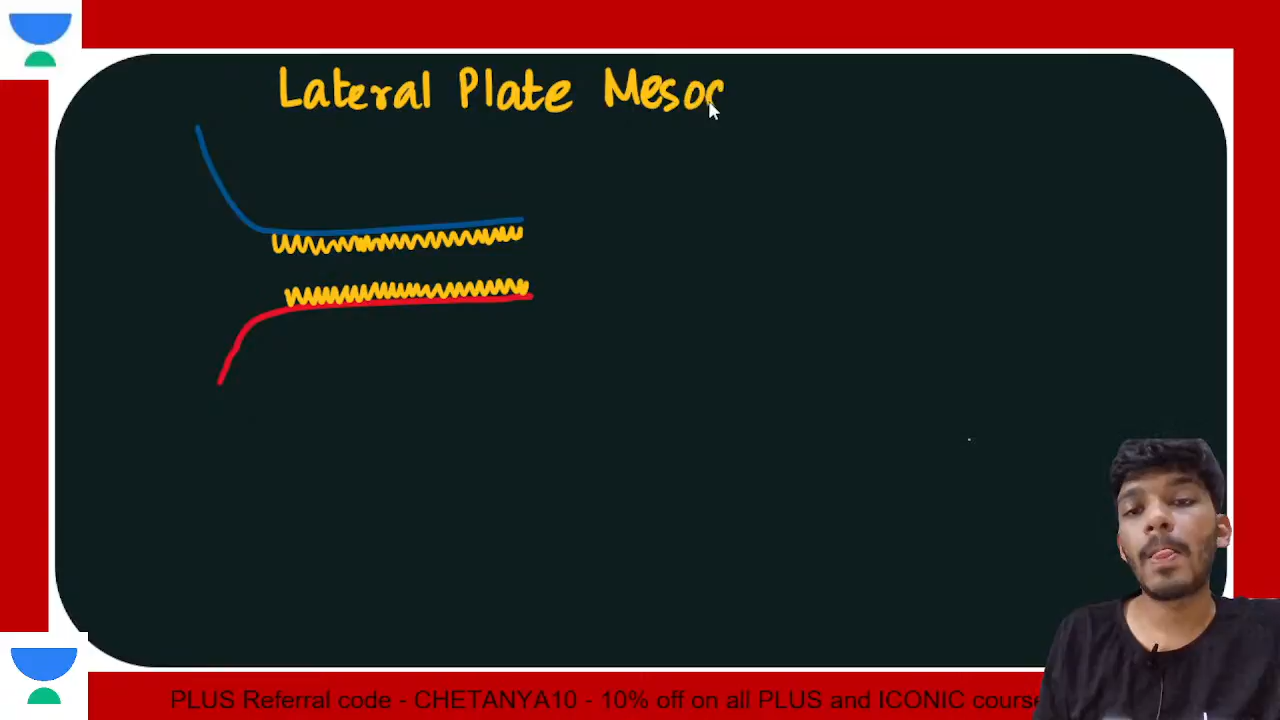 Lateral Plate Mesoc
PLUS Referral code - CHETANYA10 - 10% off on all PLUS and ICONIC course